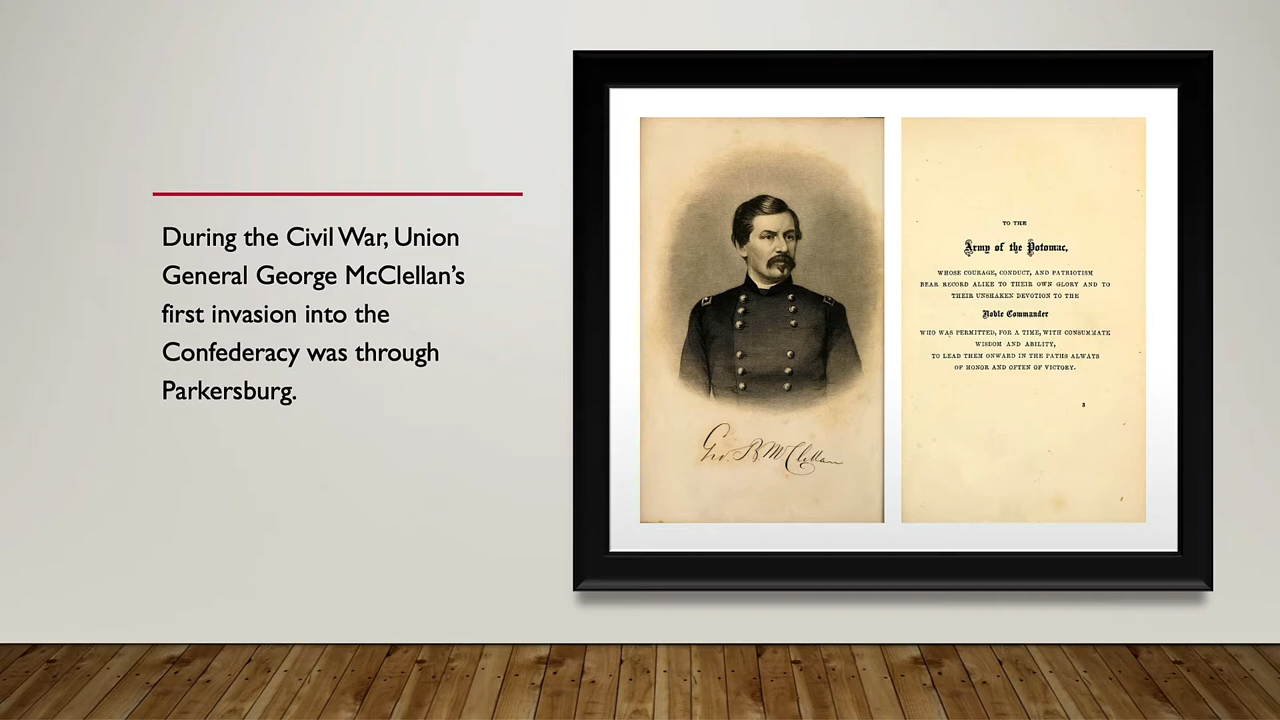 During the Civil War, Union
General George McClellan’s
first invasion into the
Confederacy was through
Parkersburg.
Geo. B. McClellan
TO THE
Army of the Potomac,
WHOSE COURAGE, CONDUCT, AND PATRIOTISM
BEAR RECORD ALIKE TO THEIR OWN GLORY AND TO
THEIR UNSHAKEN DEVOTION TO THE
Noble Commander
WHO WAS PERMITTED, FOR A TIME, WITH CONSUMMATE
WISDOM AND ABILITY,
TO LEAD THEM ONWARD IN THE PATHS ALWAYS
OF HONOR AND OFTEN OF VICTORY.
3